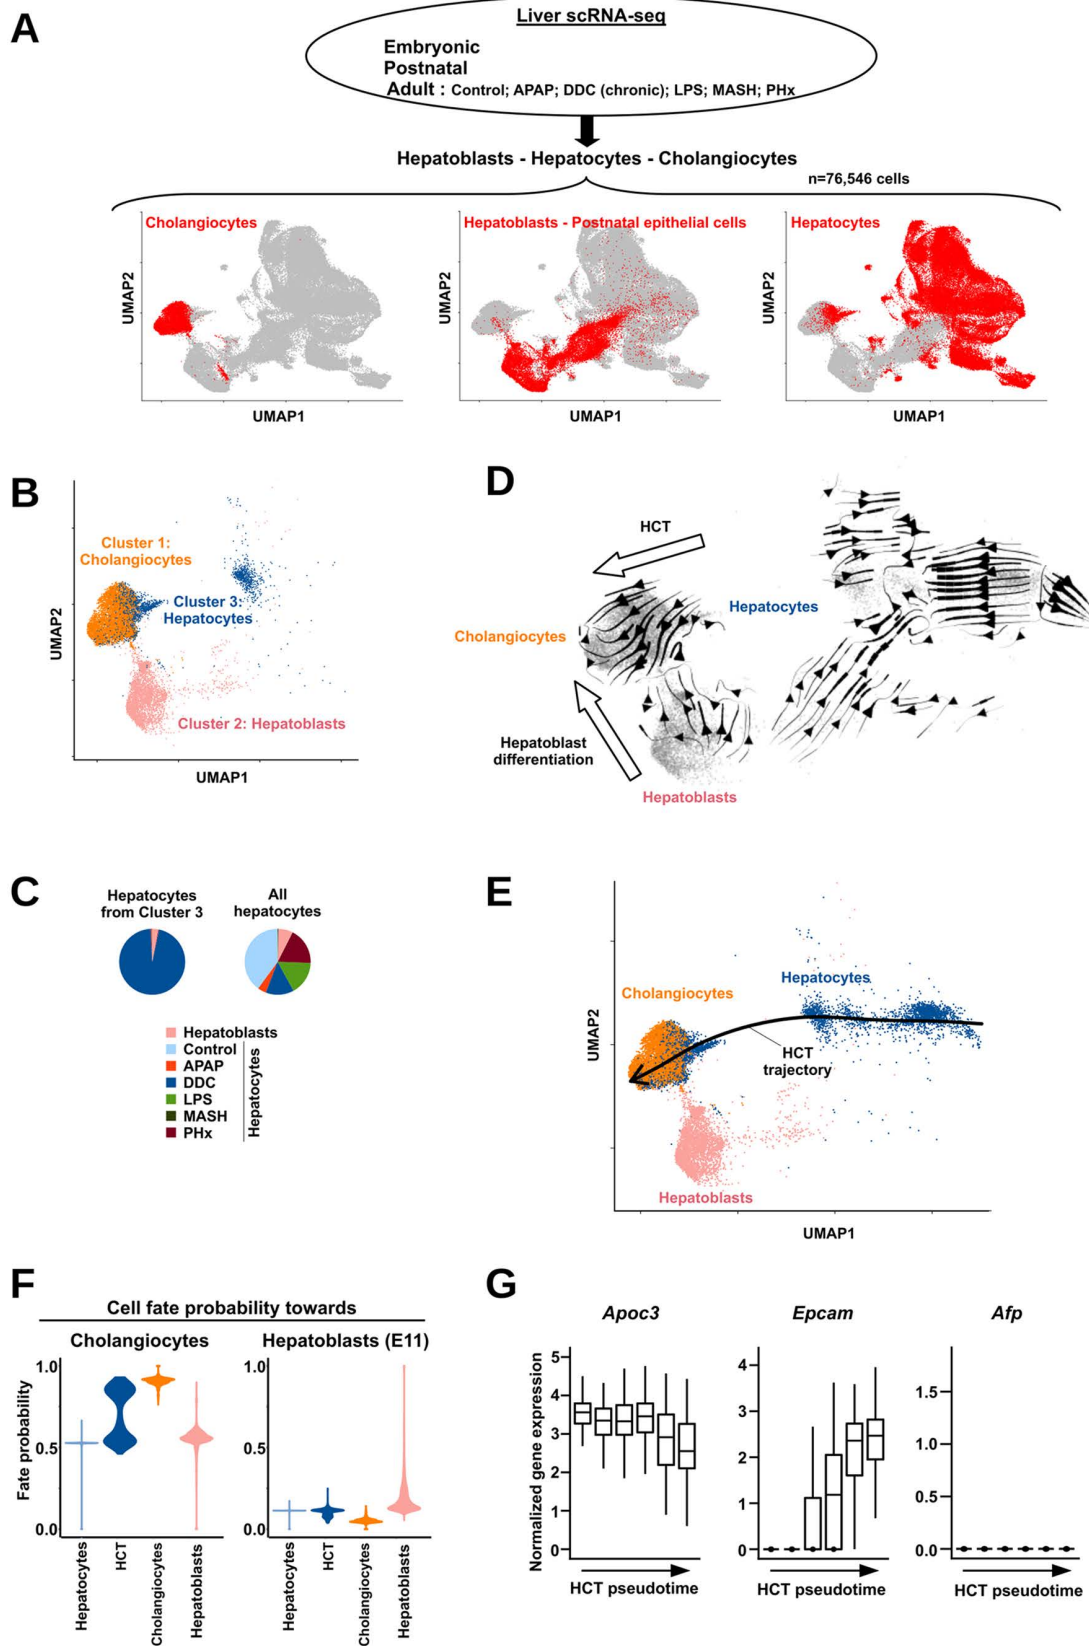 A
Liver scRNA-seq
Embryonic
Postnatal
Adult : Control; APAP; DDC (chronic); LPS; MASH; PHx
Hepatoblasts - Hepatocytes - Cholangiocytes
n=76,546 cells
Cholangiocytes
Hepatoblasts - Postnatal epithelial cells
Hepatocytes
UMAP2
UMAP2
UMAP2
UMAP1
UMAP1
UMAP1
B
Cluster 1:
Cholangiocytes
Cluster 3:
Hepatocytes
Cluster 2: Hepatoblasts
UMAP2
UMAP1
D
HCT
Hepatocytes
Cholangiocytes
Hepatoblast
differentiation
Hepatoblasts
C
Hepatocytes
from Cluster 3
All
hepatocytes
Hepatoblasts
Control
APAP
DDC
LPS
MASH
PHx
Hepatocytes
E
Hepatocytes
Cholangiocytes
HCT
trajectory
Hepatoblasts
UMAP2
UMAP1
F
Cell fate probability towards
Cholangiocytes
Hepatoblasts (E11)
Fate probability
1.0
0.5
0.0
1.0
0.5
0.0
Hepatocytes
HCT
Cholangiocytes
Hepatoblasts
Hepatocytes
HCT
Cholangiocytes
Hepatoblasts
G
Apoc3
Epcam
Afp
Normalized gene expression
5
4
3
2
1
0
4
3
2
1
0
1.5
1.0
0.5
0.0
HCT pseudotime
HCT pseudotime
HCT pseudotime